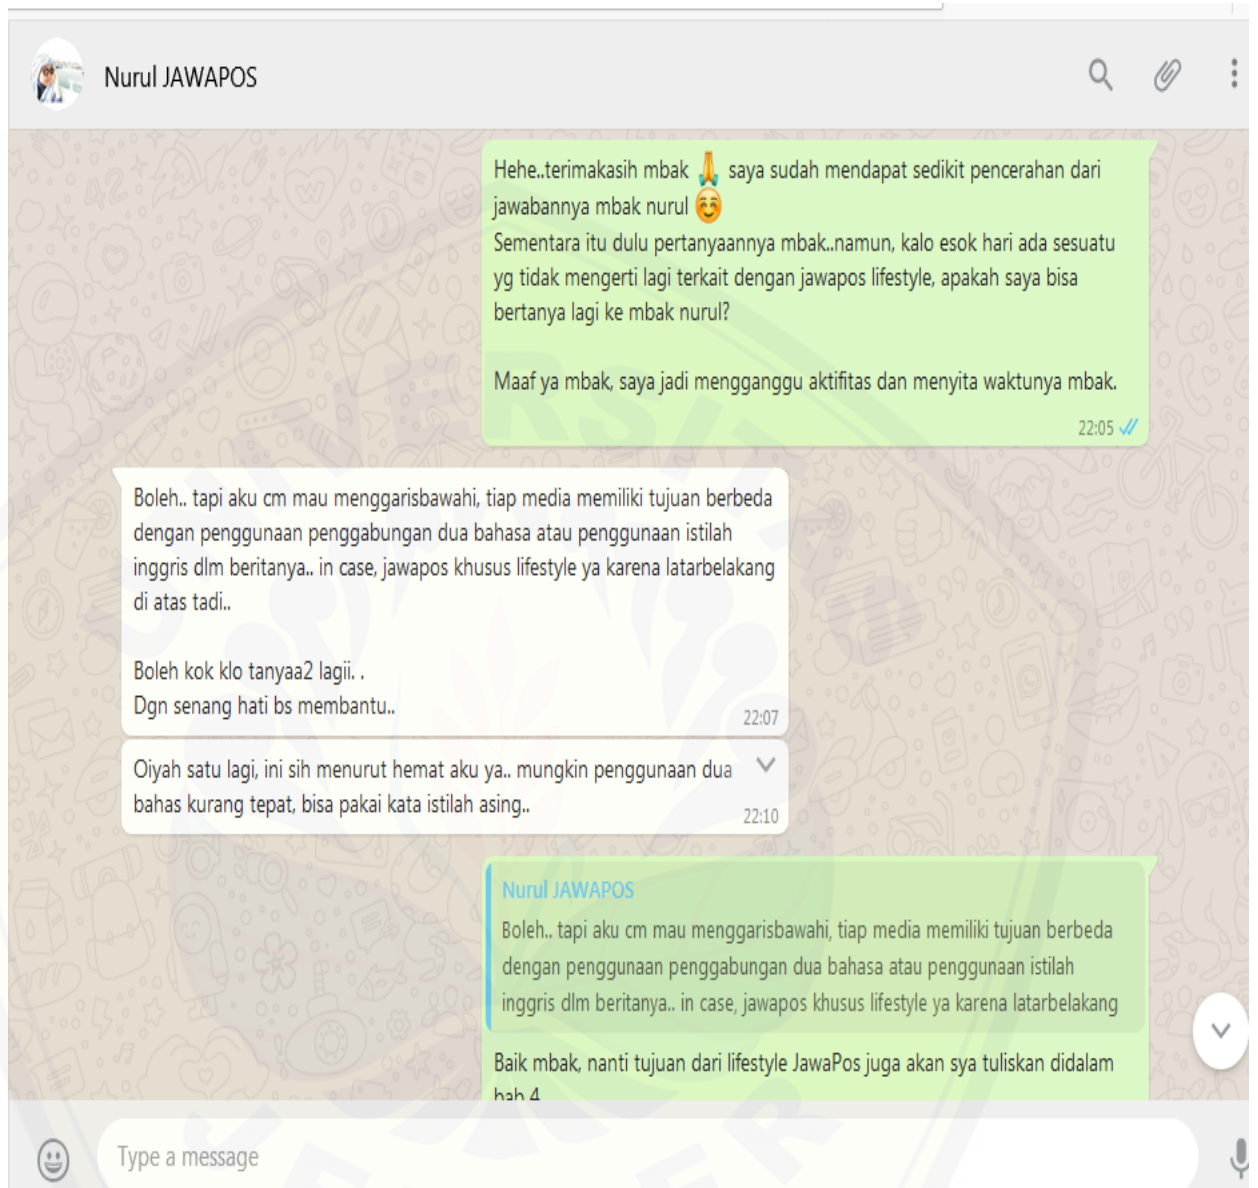 Nurul JAWAPOS
Hehe..terimakasih mbak 🙏 saya sudah mendapat sedikit pencerahan dari
jawabannya mbak nurul ☺️
Sementara itu dulu pertanyaannya mbak..namun, kalo esok hari ada sesuatu
yg tidak mengerti lagi terkait dengan jawapos lifestyle, apakah saya bisa
bertanya lagi ke mbak nurul?
Maaf ya mbak, saya jadi mengganggu aktifitas dan menyita waktunya mbak.
22:05
Boleh.. tapi aku cm mau menggarisbawahi, tiap media memiliki tujuan berbeda
dengan penggunaan penggabungan dua bahasa atau penggunaan istilah
inggris dlm beritanya.. in case, jawapos khusus lifestyle ya karena latarbelakang
di atas tadi..
Boleh kok klo tanyaa2 lagii. .
Dgn senang hati bs membantu..
22:07
Oiyah satu lagi, ini sih menurut hemat aku ya.. mungkin penggunaan dua
bahas kurang tepat, bisa pakai kata istilah asing..
22:10
Nurul JAWAPOS
Boleh.. tapi aku cm mau menggarisbawahi, tiap media memiliki tujuan berbeda
dengan penggunaan penggabungan dua bahasa atau penggunaan istilah
inggris dlm beritanya.. in case, jawapos khusus lifestyle ya karena latarbelakang
Baik mbak, nanti tujuan dari lifestyle JawaPos juga akan sya tuliskan didalam
bab 4
Type a message
UNIVERSITAS
JEMBER